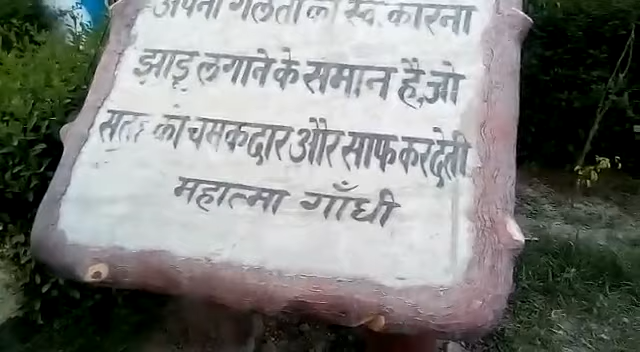 अपनी गलती को स्वीकारना
झाड़ू लगाने के समान है,जो
सतह को चमकदार और साफ कर देती
महात्मा गाँधी